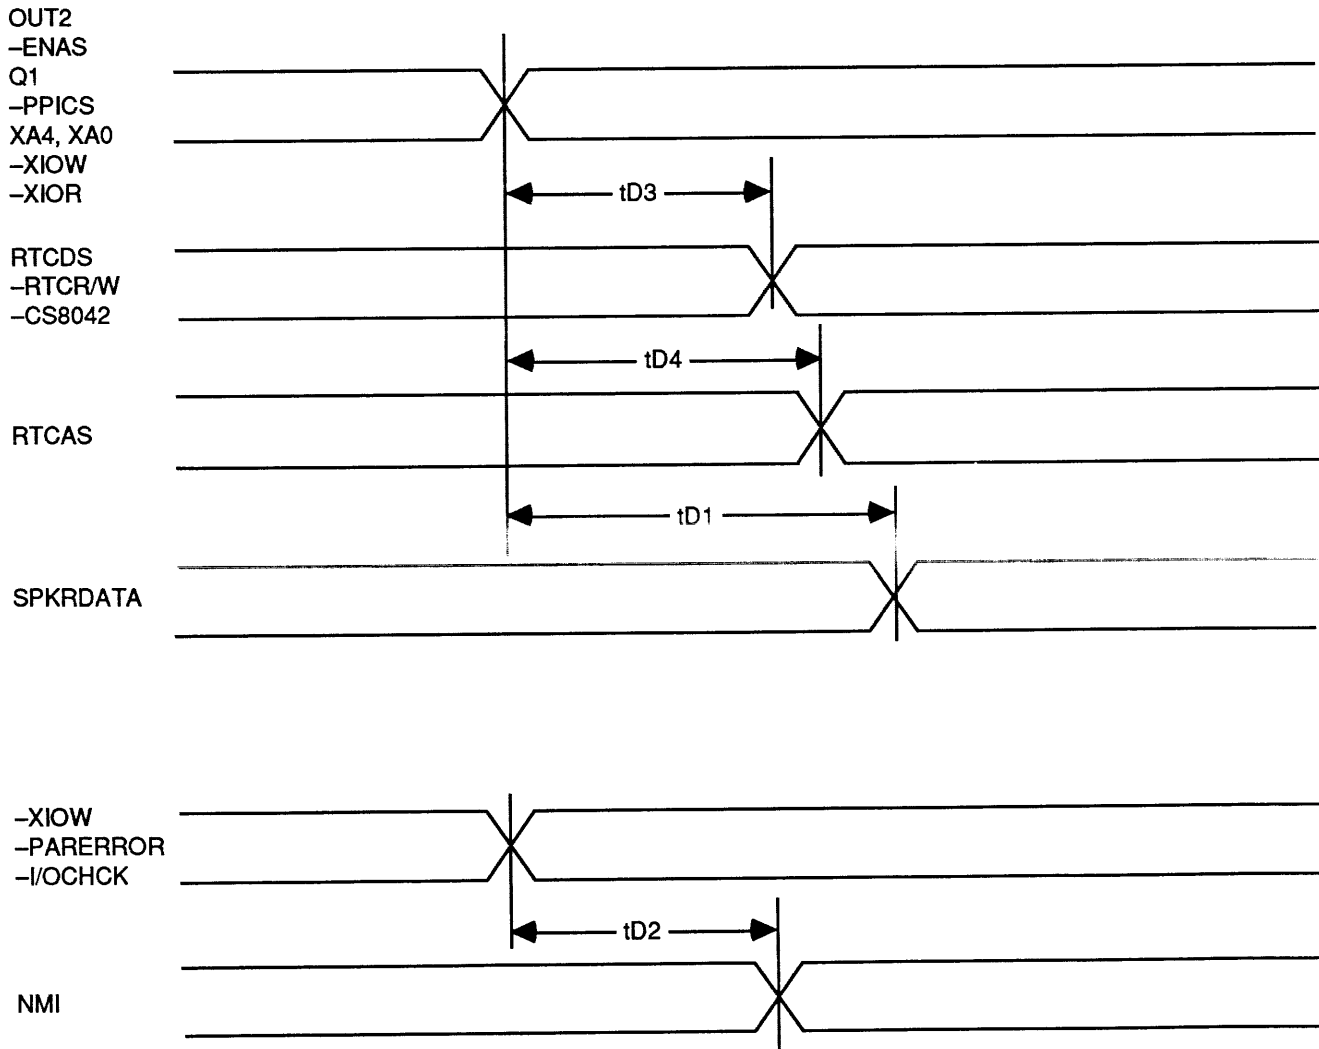 OUT2
–ENAS
Q1
–PPICS
XA4, XA0
–XIOW
–XIOR
tD3
RTCDS
–RTCR/W
–CS8042
tD4
RTCAS
tD1
SPKRDATA
–XIOW
–PARERROR
–I/OCHCK
tD2
NMI